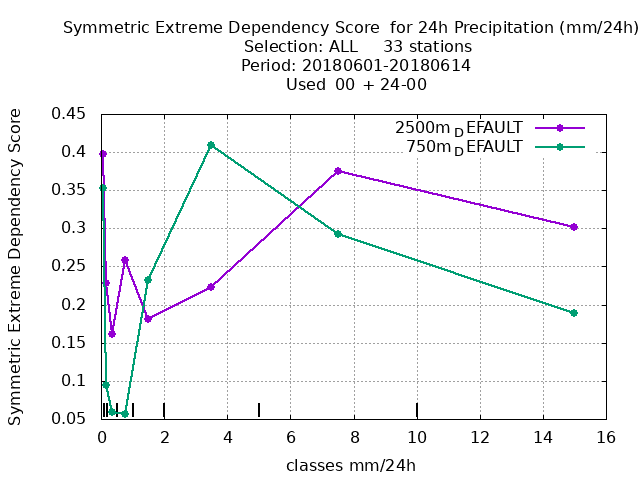 Symmetric Extreme Dependency Score  for 24h Precipitation (mm/24h)
Selection: ALL     33 stations
Period: 20180601-20180614
Used  00 + 24-00
Symmetric Extreme Dependency Score
0.45
0.4
0.35
0.3
0.25
0.2
0.15
0.1
0.05
2500m_DEFAULT
750m_DEFAULT
0 2 4 6 8 10 12 14 16
classes mm/24h